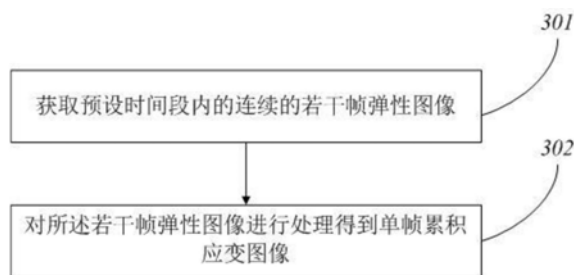 301
获取预设时间段内的连续的若干帧弹性图像
302
对所述若干帧弹性图像进行处理得到单帧累积
应变图像